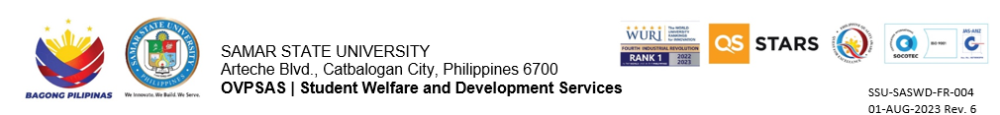 BAGONG PILIPINAS
SAMAR STATE UNIVERSITY
PHILIPPINES
We Innovate. We Build. We Serve.
SAMAR STATE UNIVERSITY
Arteche Blvd., Catbalogan City, Philippines 6700
OVPSAS | Student Welfare and Development Services
WURI
The WORLD
UNIVERSITY
RANKINGS
for INNOVATION
FOURTH INDUSTRIAL REVOLUTION
RANK 1
2022
2023
QS STARS
SOCOTEC
ISO 9001
JAS-ANZ
SSU-SASWD-FR-004
01-AUG-2023 Rev. 6